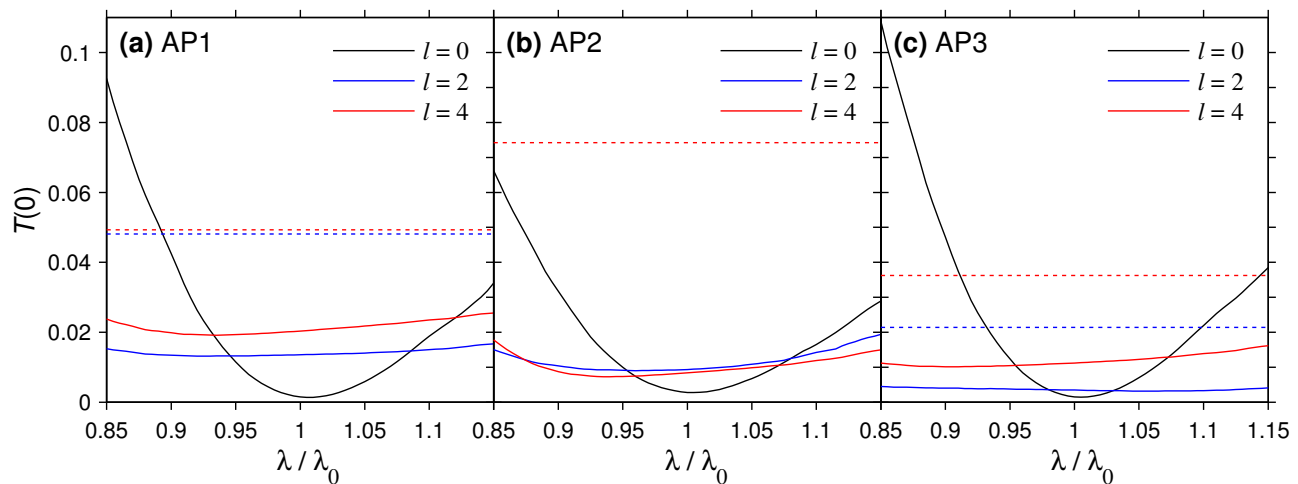 (a) AP1
l = 0
l = 2
l = 4
(b) AP2
l = 0
l = 2
l = 4
(c) AP3
l = 0
l = 2
l = 4
T(0)
0.1
0.08
0.06
0.04
0.02
0
0.85 0.9 0.95 1 1.05 1.1 0.85 0.9 0.95 1 1.05 1.1 0.85 0.9 0.95 1 1.05 1.1 1.15
λ / λ0 λ / λ0 λ / λ0